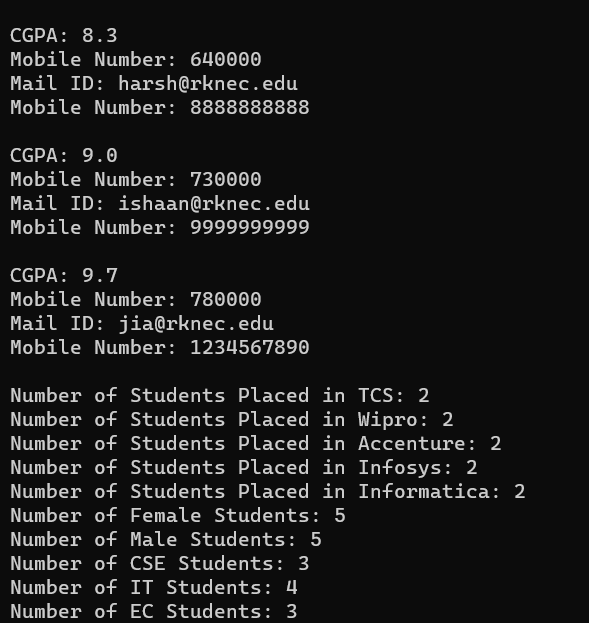 CGPA: 8.3
Mobile Number: 640000
Mail ID: harsh@rknec.edu
Mobile Number: 8888888888
CGPA: 9.0
Mobile Number: 730000
Mail ID: ishaan@rknec.edu
Mobile Number: 9999999999
CGPA: 9.7
Mobile Number: 780000
Mail ID: jia@rknec.edu
Mobile Number: 1234567890
Number of Students Placed in TCS: 2
Number of Students Placed in Wipro: 2
Number of Students Placed in Accenture: 2
Number of Students Placed in Infosys: 2
Number of Students Placed in Informatica: 2
Number of Female Students: 5
Number of Male Students: 5
Number of CSE Students: 3
Number of IT Students: 4
Number of EC Students: 3